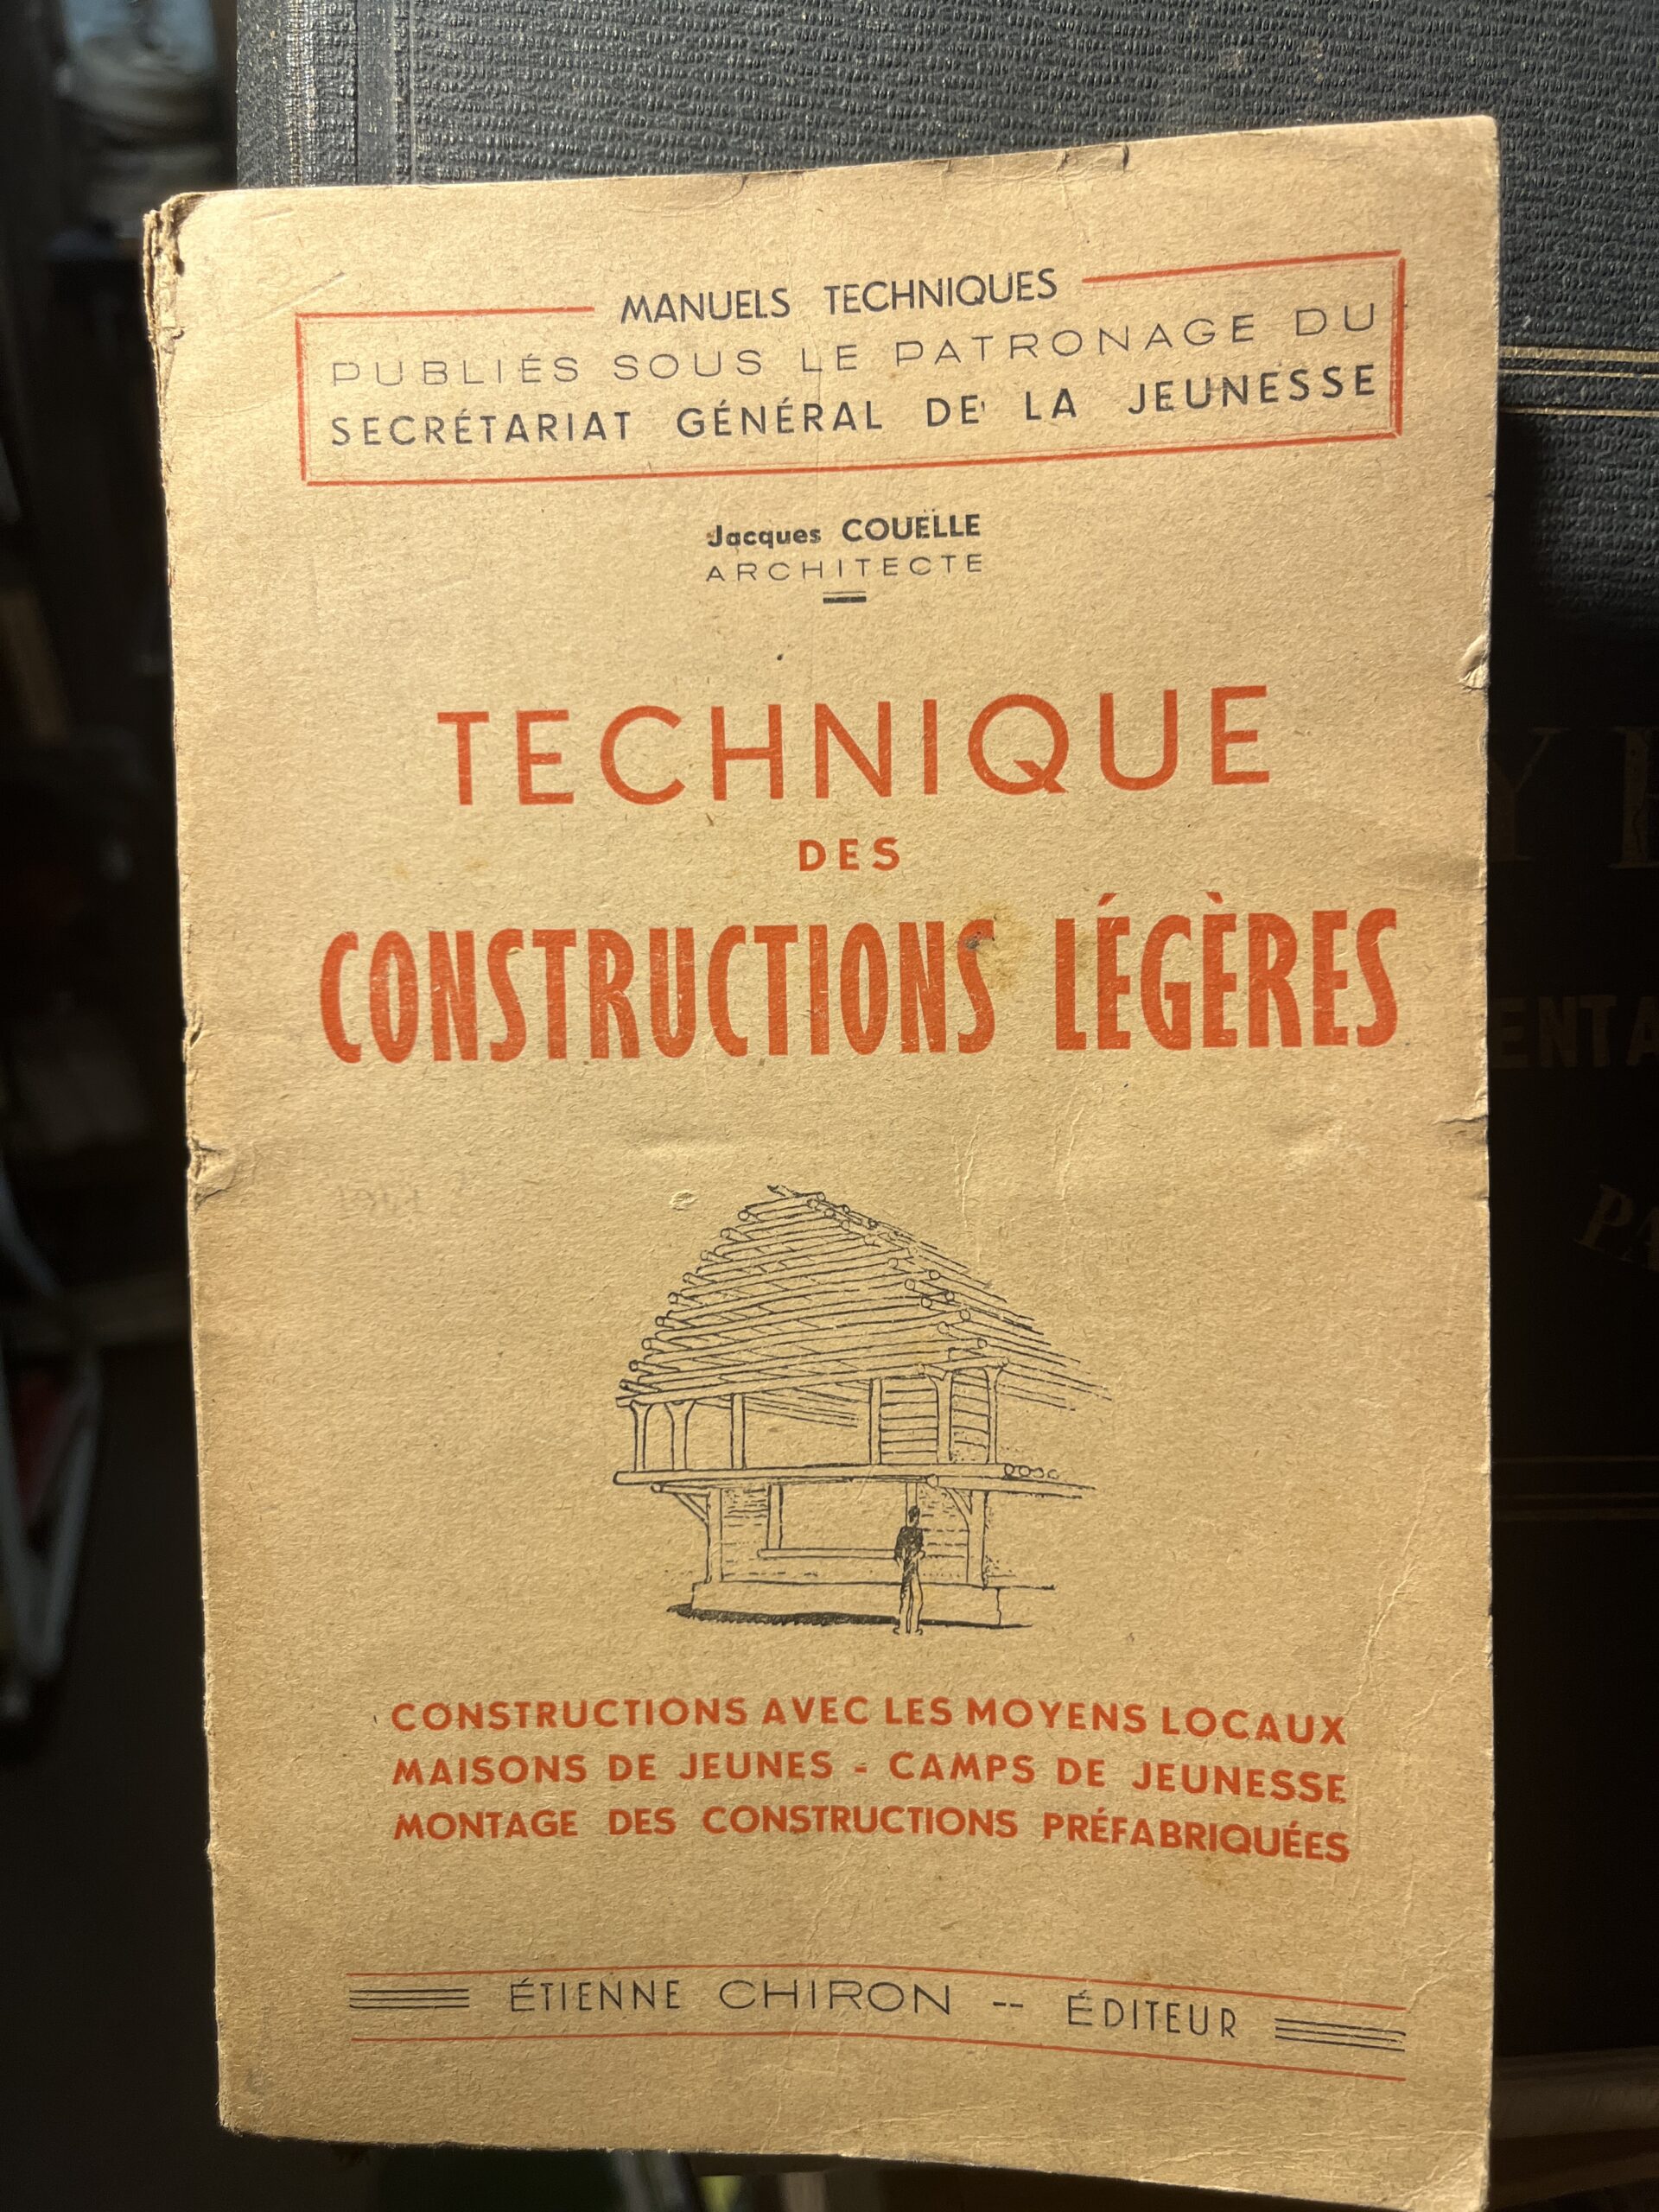 MANUELS TECHNIQUES
PUBLIÉS SOUS LE PATRONAGE DU
SECRÉTARIAT GÉNÉRAL DE LA JEUNESSE
Jacques COUËLLE
ARCHITECTE
TECHNIQUE
DES
CONSTRUCTIONS LÉGÈRES
CONSTRUCTIONS AVEC LES MOYENS LOCAUX
MAISONS DE JEUNES - CAMPS DE JEUNESSE
MONTAGE DES CONSTRUCTIONS PRÉFABRIQUÉES
ÉTIENNE CHIRON -- ÉDITEUR